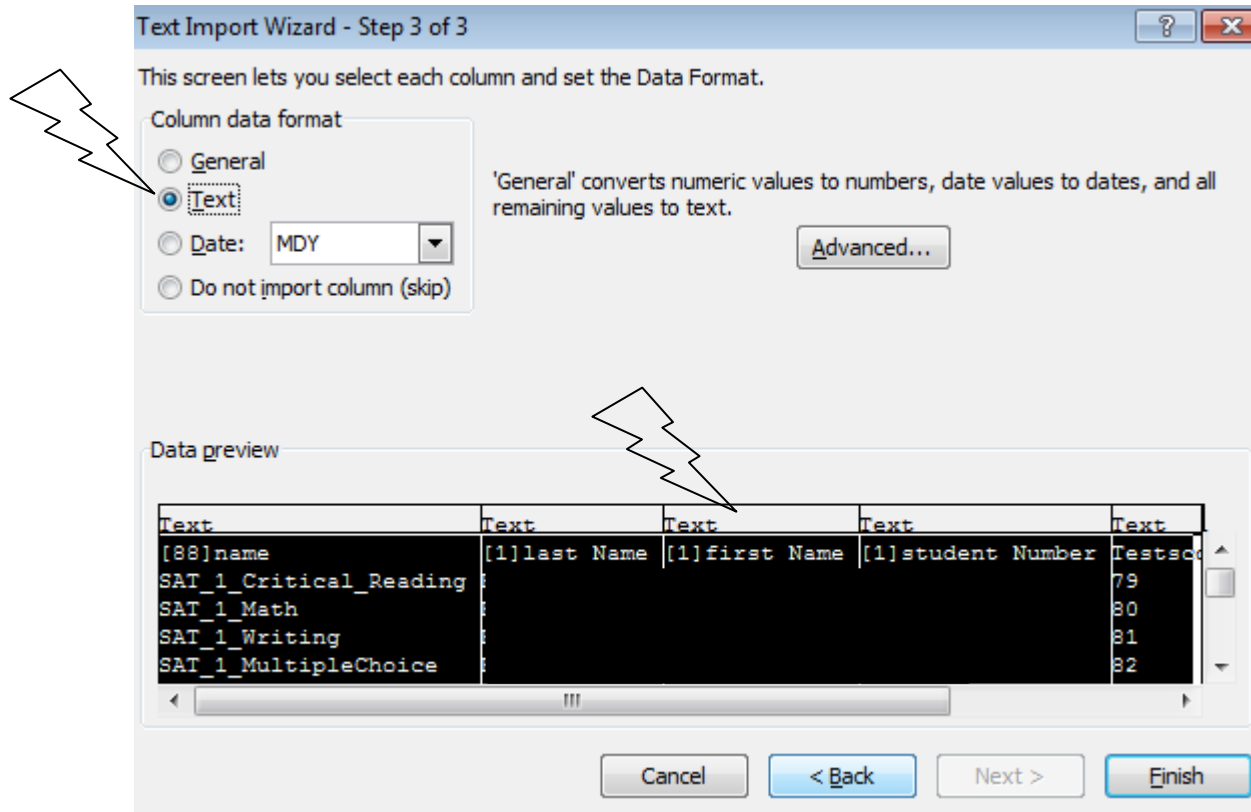 Text Import Wizard - Step 3 of 3
This screen lets you select each column and set the Data Format.
Column data format
General
Text
Date: MDY
Do not import column (skip)
'General' converts numeric values to numbers, date values to dates, and all
remaining values to text.
Advanced...
Data preview
Text Text Text Text Text
[88]name [1]last Name [1]first Name [1]student Number
SAT_1_Critical_Reading 79
SAT_1_Math 80
SAT_1_Writing 81
SAT_1_MultipleChoice 82
Cancel < Back Next > Finish